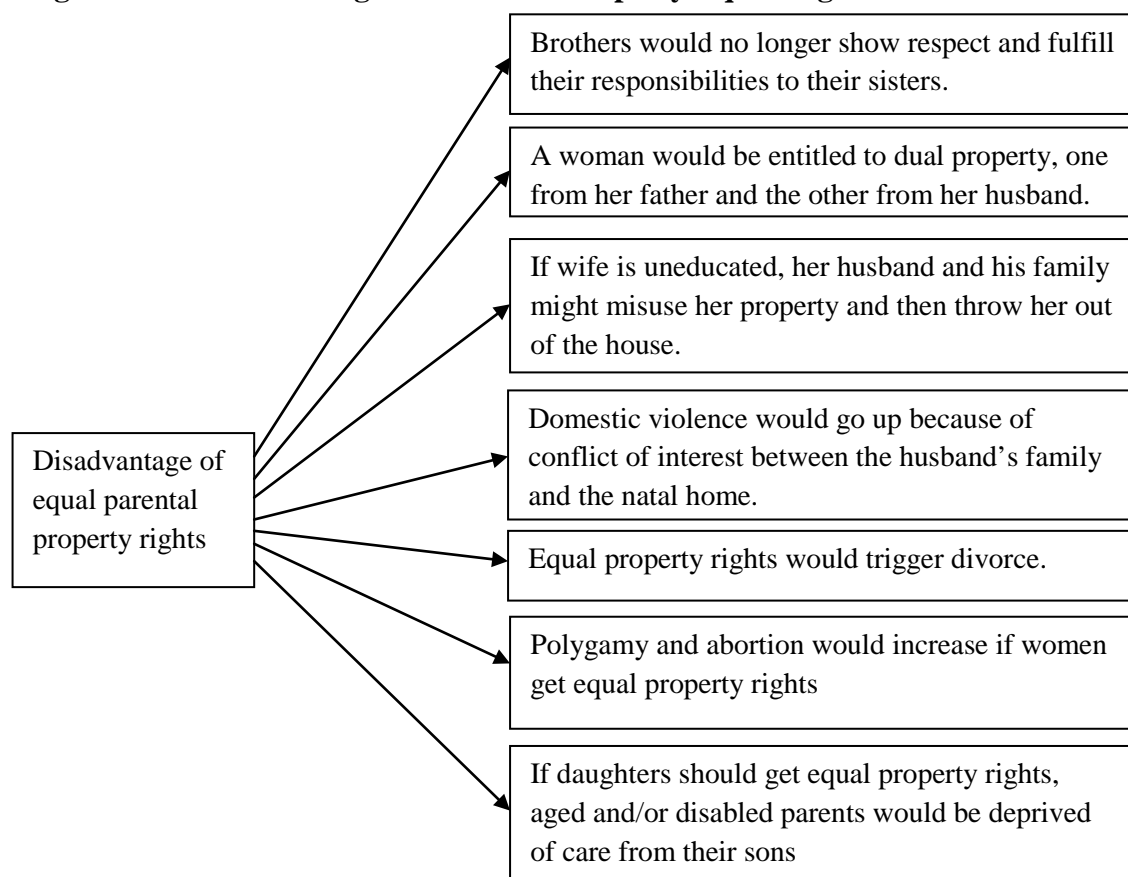 Brothers would no longer show respect and fulfill
their responsibilities to their sisters.
A woman would be entitled to dual property, one
from her father and the other from her husband.
If wife is uneducated, her husband and his family
might misuse her property and then throw her out
of the house.
Domestic violence would go up because of
conflict of interest between the husband’s family
and the natal home.
Disadvantage of
equal parental
property rights
Equal property rights would trigger divorce.
Polygamy and abortion would increase if women
get equal property rights
If daughters should get equal property rights,
aged and/or disabled parents would be deprived
of care from their sons